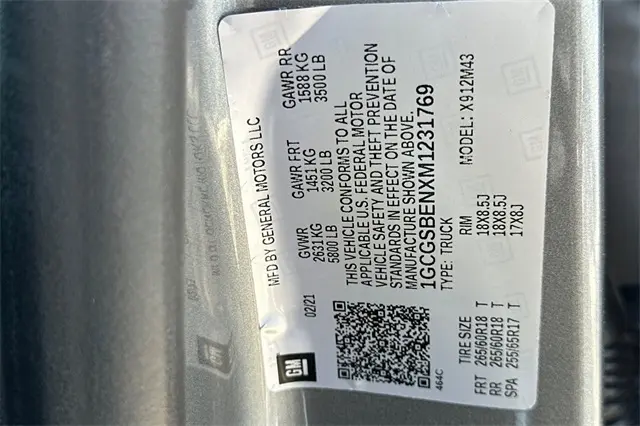 MFD BY GENERAL MOTORS LLC
02/21
GVWR
2631 KG
5800 LB
GAWR FRT
1451 KG
3200 LB
GAWR RR
1588 KG
3500 LB
THIS VEHICLE CONFORMS TO ALL
APPLICABLE U.S. FEDERAL MOTOR
VEHICLE SAFETY AND THEFT PREVENTION
STANDARDS IN EFFECT ON THE DATE OF
MANUFACTURE SHOWN ABOVE.
1GCGSBENXM1231769
TYPE: TRUCK
MODEL: X912M43
GM
464C
TIRE SIZE RIM
FRT 265/60R18 T 18X8.5J
RR 265/60R18 T 18X8.5J
SPA 255/65R17 T 17X8J